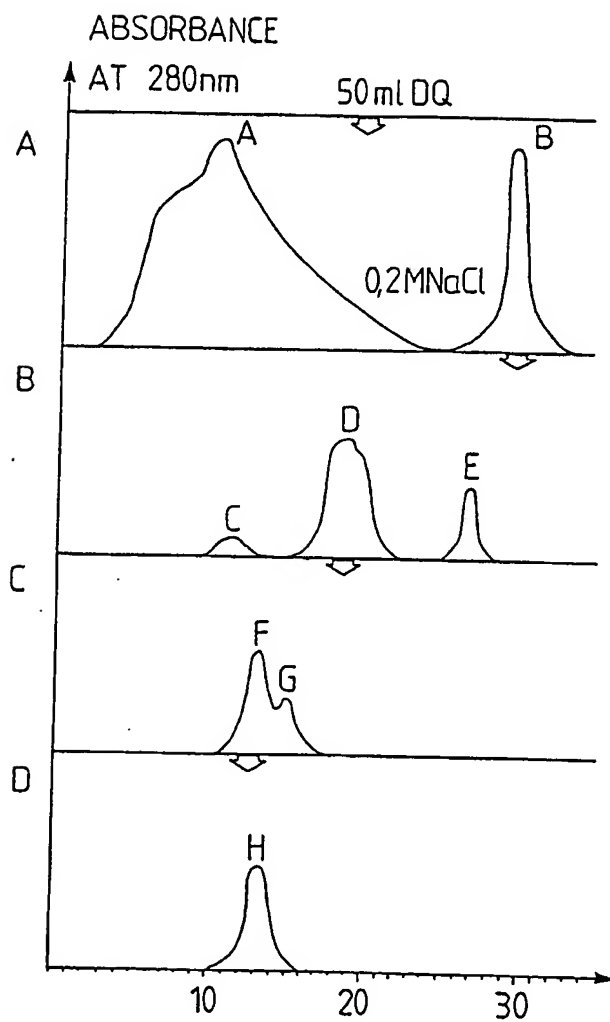 ABSORBANCE
AT 280nm
50ml DQ
A
A
B
0,2MNaCl
B
C
D
E
C
F
G
D
H
10 20 30